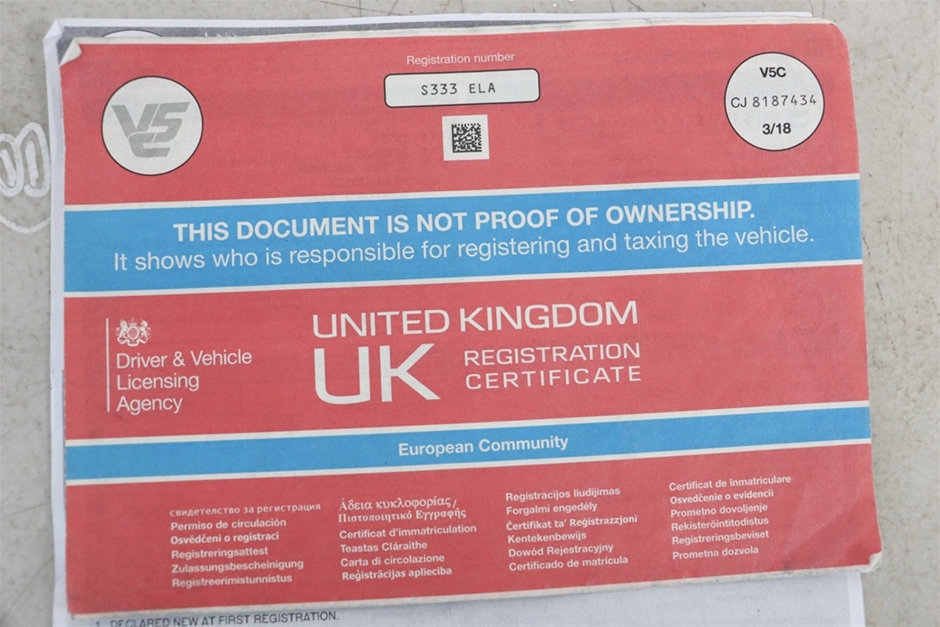 Registration number
S333 ELA
V5C
V5C
CJ 8187434
3/18
THIS DOCUMENT IS NOT PROOF OF OWNERSHIP.
It shows who is responsible for registering and taxing the vehicle.
Driver & Vehicle
Licensing
Agency
UNITED KINGDOM
UK
REGISTRATION
CERTIFICATE
European Community
свидетелство за регистрация
Permiso de circulación
Osvědčení o registraci
Registreringsattest
Zulassungsbescheinigung
Registreerimistunnistus
Άδεια κυκλοφορίας /
Πιστοποιητικό Εγγραφής
Certificat d'immatriculation
Teastas Cláraithe
Carta di circolazione
Reģistrācijas apliecība
Registracijos liudijimas
Forgalmi engedély
Ċertifikat ta' Reġistrazzjoni
Kentekenbewijs
Dowód Rejestracyjny
Certificado de matrícula
Certificat de înmatriculare
Osvedčenie o evidencii
Prometno dovoljenje
Rekisteröintitodistus
Registreringsbeviset
Prometna dozvola
1. DECLARED NEW AT FIRST REGISTRATION.